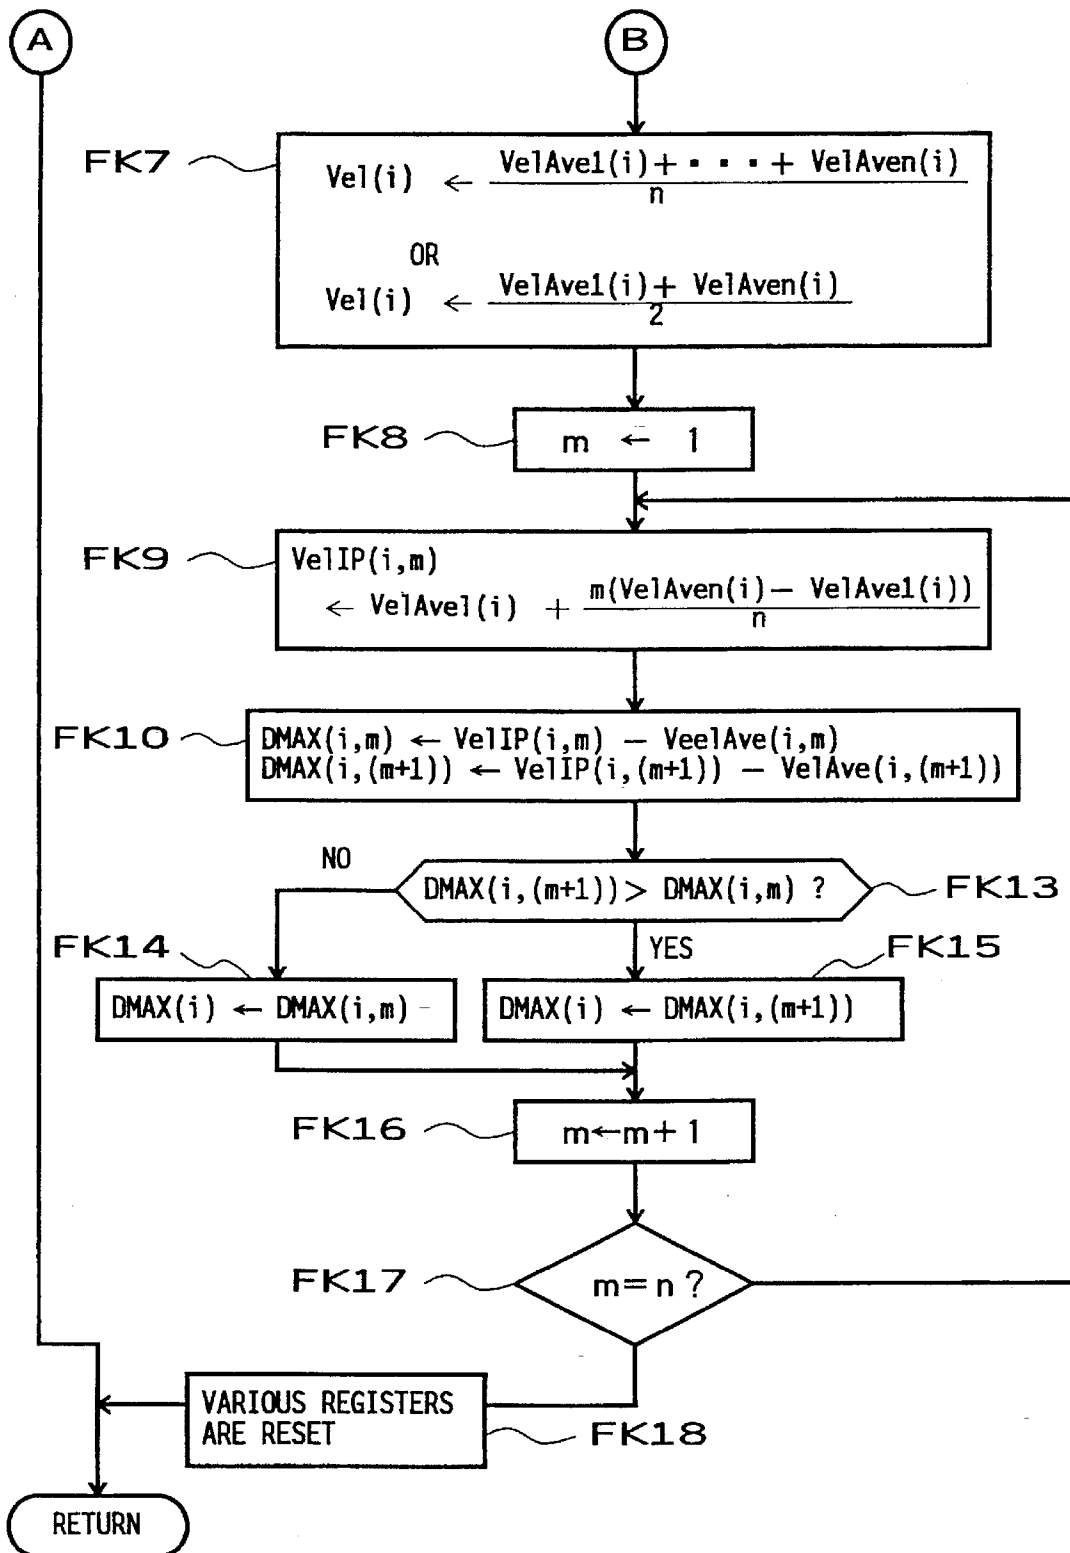 A
B
FK7
Vel(i) ← VelAve1(i)+ ▪ ▪ ▪ + VelAven(i)
n
OR
Vel(i) ← VelAve1(i)+ VelAven(i)
2
FK8
m ← 1
FK9
VelIP(i,m)
← VelAvel(i) + m(VelAven(i)− VelAve1(i))
n
FK10
DMAX(i,m) ← VelIP(i,m) − VeelAve(i,m)
DMAX(i,(m+1)) ← VelIP(i,(m+1)) − VelAve(i,(m+1))
NO
DMAX(i,(m+1))> DMAX(i,m) ?
FK13
FK14
YES
FK15
DMAX(i) ← DMAX(i,m)
DMAX(i) ← DMAX(i,(m+1))
FK16
m←m+1
FK17
m=n?
VARIOUS REGISTERS
ARE RESET
FK18
RETURN